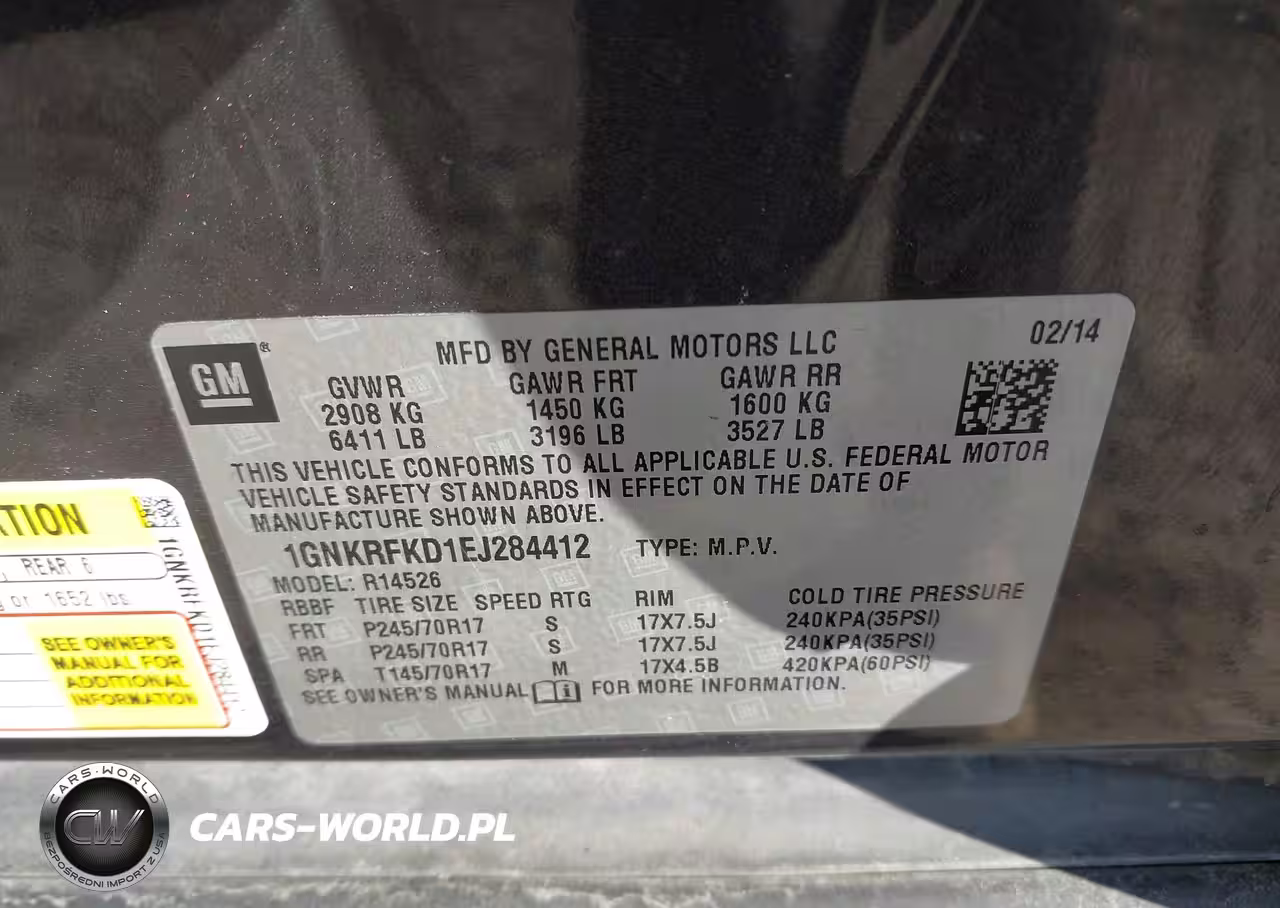 GM
®
MFD BY GENERAL MOTORS LLC
02/14
GVWR GAWR FRT GAWR RR
2908 KG 1450 KG 1600 KG
6411 LB 3196 LB 3527 LB
THIS VEHICLE CONFORMS TO ALL APPLICABLE U.S. FEDERAL MOTOR
VEHICLE SAFETY STANDARDS IN EFFECT ON THE DATE OF
MANUFACTURE SHOWN ABOVE.
1GNKRFKD1EJ284412 TYPE: M.P.V.
MODEL: R14526
RBBF TIRE SIZE SPEED RTG RIM COLD TIRE PRESSURE
FRT P245/70R17 S 17X7.5J 240KPA(35PSI)
RR P245/70R17 S 17X7.5J 240KPA(35PSI)
SPA T145/70R17 M 17X4.5B 420KPA(60PSI)
SEE OWNER'S MANUAL FOR MORE INFORMATION.
TION
, REAR 6
or 1652 lbs
SEE OWNER'S
MANUAL FOR
ADDITIONAL
INFORMATION
CARS-WORLD
CW
BEZPOŚREDNI IMPORT Z USA
CARS-WORLD.PL